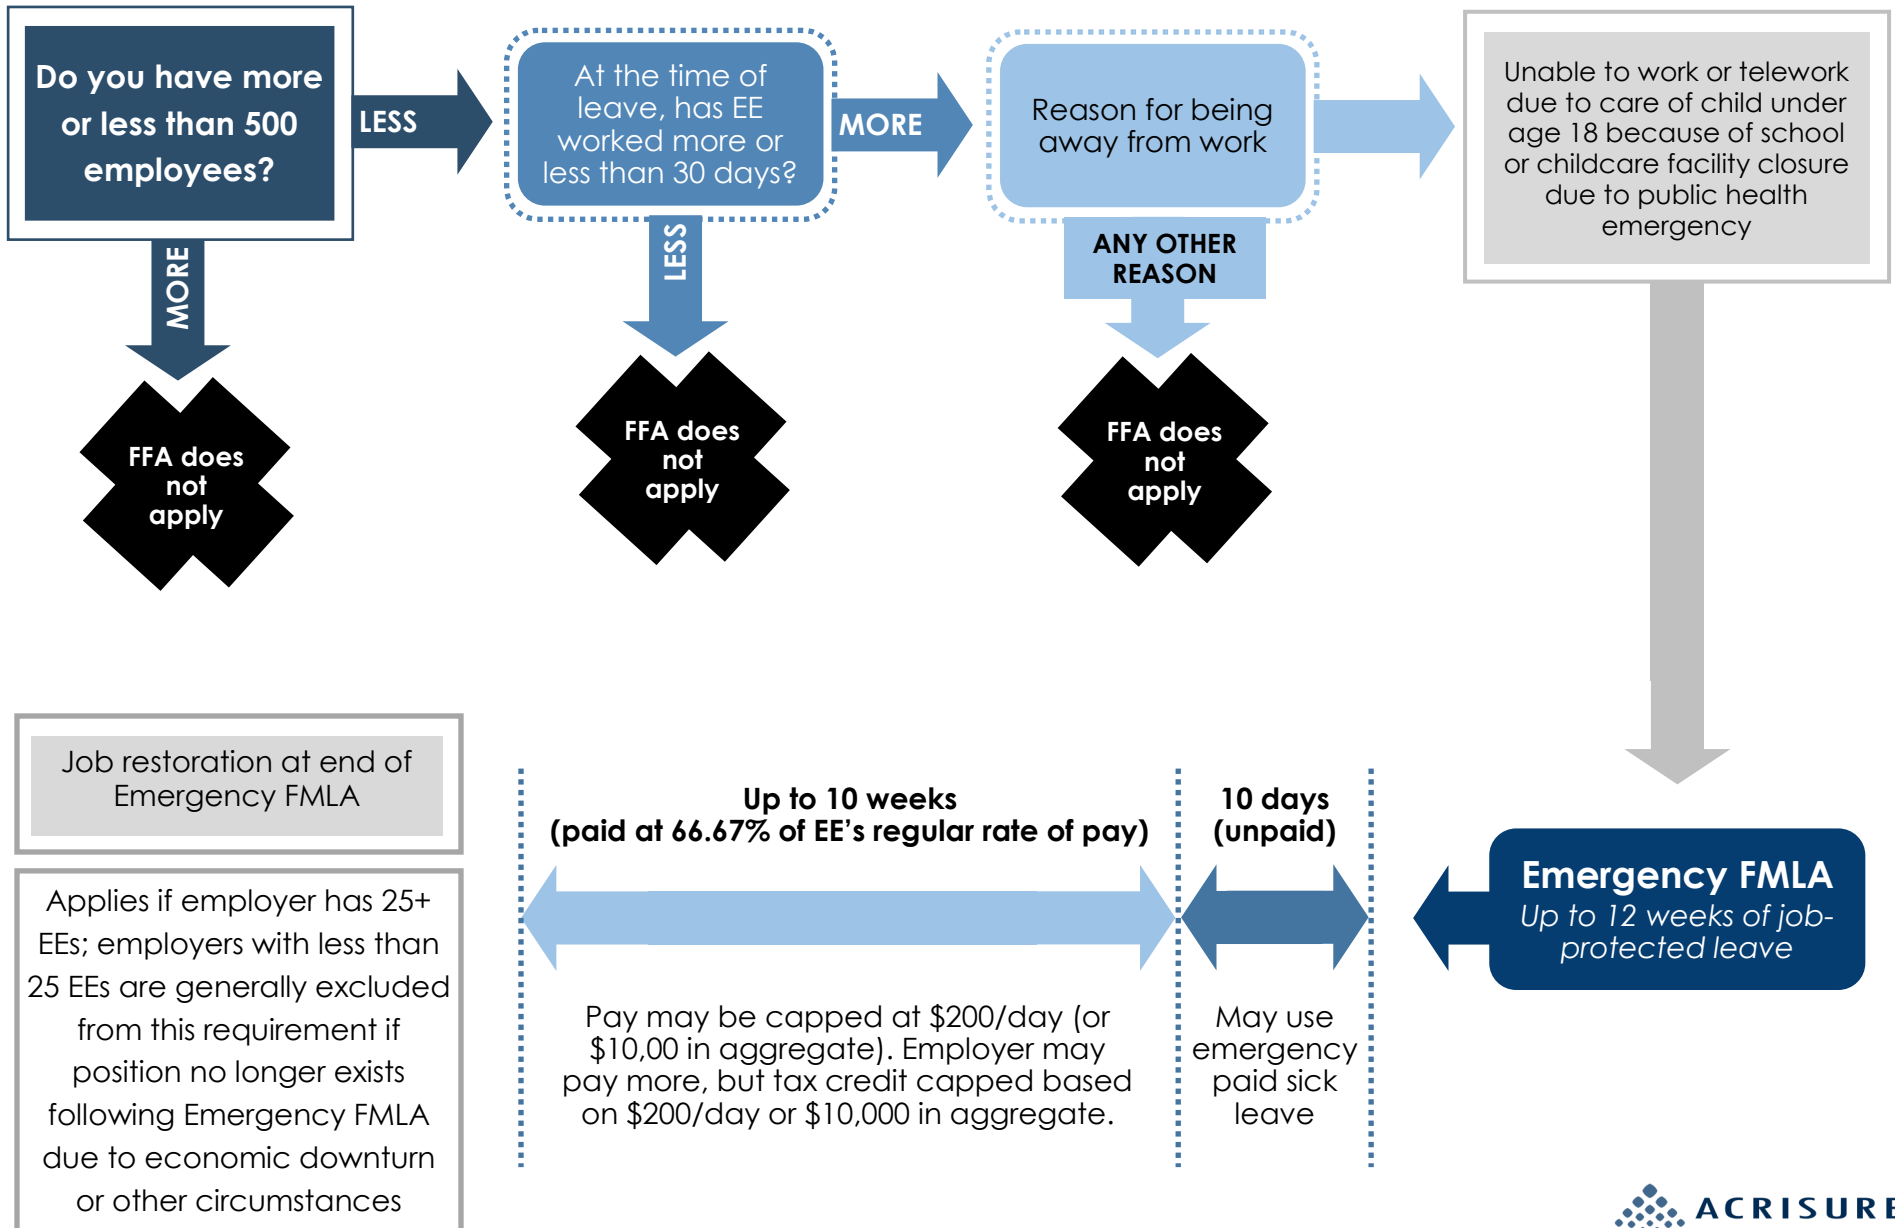 Do you have more
or less than 500
employees?
LESS
At the time of
leave, has EE
worked more or
less than 30 days?
MORE
Reason for being
away from work
Unable to work or telework
due to care of child under
age 18 because of school
or childcare facility closure
due to public health
emergency
MORE
LESS
ANY OTHER
REASON
FFA does
not
apply
FFA does
not
apply
FFA does
not
apply
Job restoration at end of
Emergency FMLA
Applies if employer has 25+
EEs; employers with less than
25 EEs are generally excluded
from this requirement if
position no longer exists
following Emergency FMLA
due to economic downturn
or other circumstances
Up to 10 weeks
(paid at 66.67% of EE’s regular rate of pay)
Pay may be capped at $200/day (or
$10,00 in aggregate). Employer may
pay more, but tax credit capped based
on $200/day or $10,000 in aggregate.
10 days
(unpaid)
May use
emergency
paid sick
leave
Emergency FMLA
Up to 12 weeks of job-
protected leave
ACRISURE